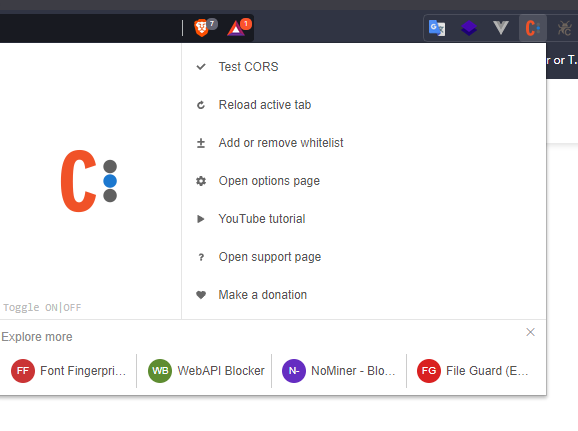 7
1
r or T.
Test CORS
Reload active tab
Add or remove whitelist
Open options page
YouTube tutorial
Open support page
Make a donation
C:
Toggle ON|OFF
Explore more
FF Font Fingerpri...
WB WebAPI Blocker
N- NoMiner - Blo...
FG File Guard (E...